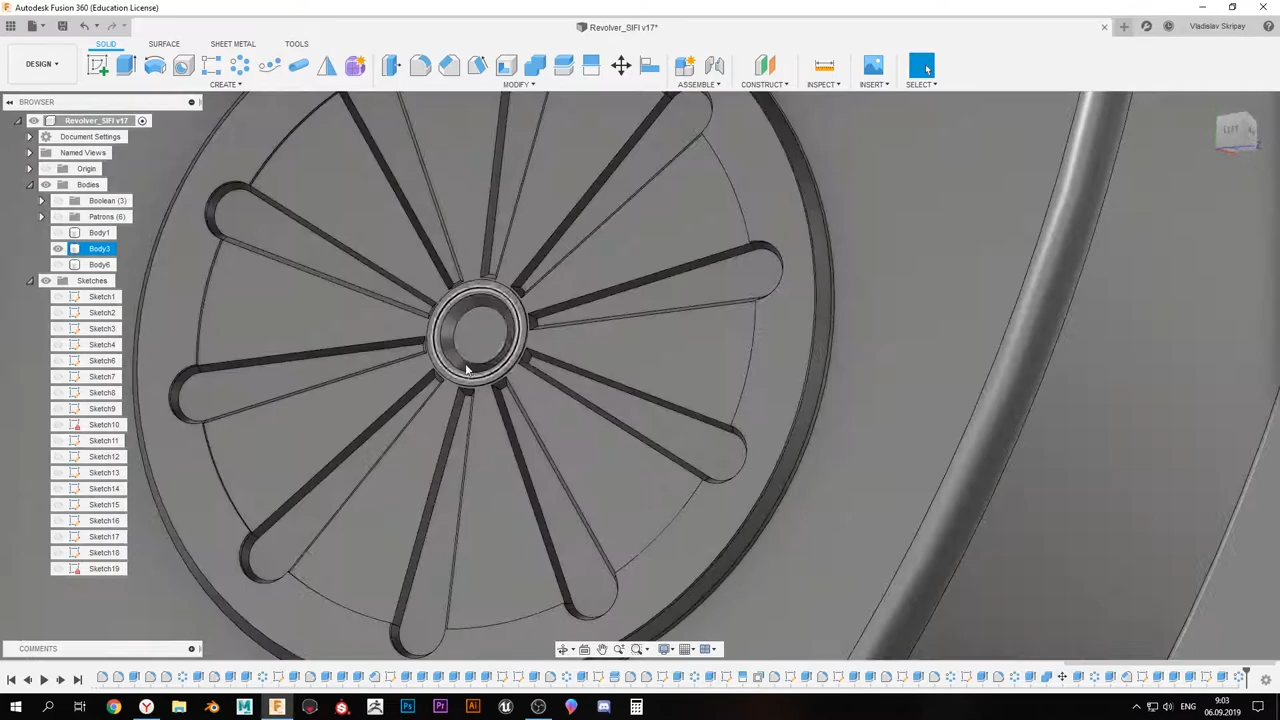 Autodesk Fusion 360 (Education License)
Revolver_SIFI v17*
Vladislav Skripay
DESIGN
SOLID
SURFACE
SHEET METAL
TOOLS
CREATE
MODIFY
ASSEMBLE
CONSTRUCT
INSPECT
INSERT
SELECT
BROWSER
Revolver_SIFI v17
Document Settings
Named Views
Origin
Bodies
Boolean (3)
Patrons (6)
Body1
Body3
Body6
Sketches
Sketch1
Sketch2
Sketch3
Sketch4
Sketch6
Sketch7
Sketch8
Sketch9
Sketch10
Sketch11
Sketch12
Sketch13
Sketch14
Sketch15
Sketch16
Sketch17
Sketch18
Sketch19
LEFT
Z
COMMENTS
Ai
Ps
Pr
ENG
9:03
06.09.2019